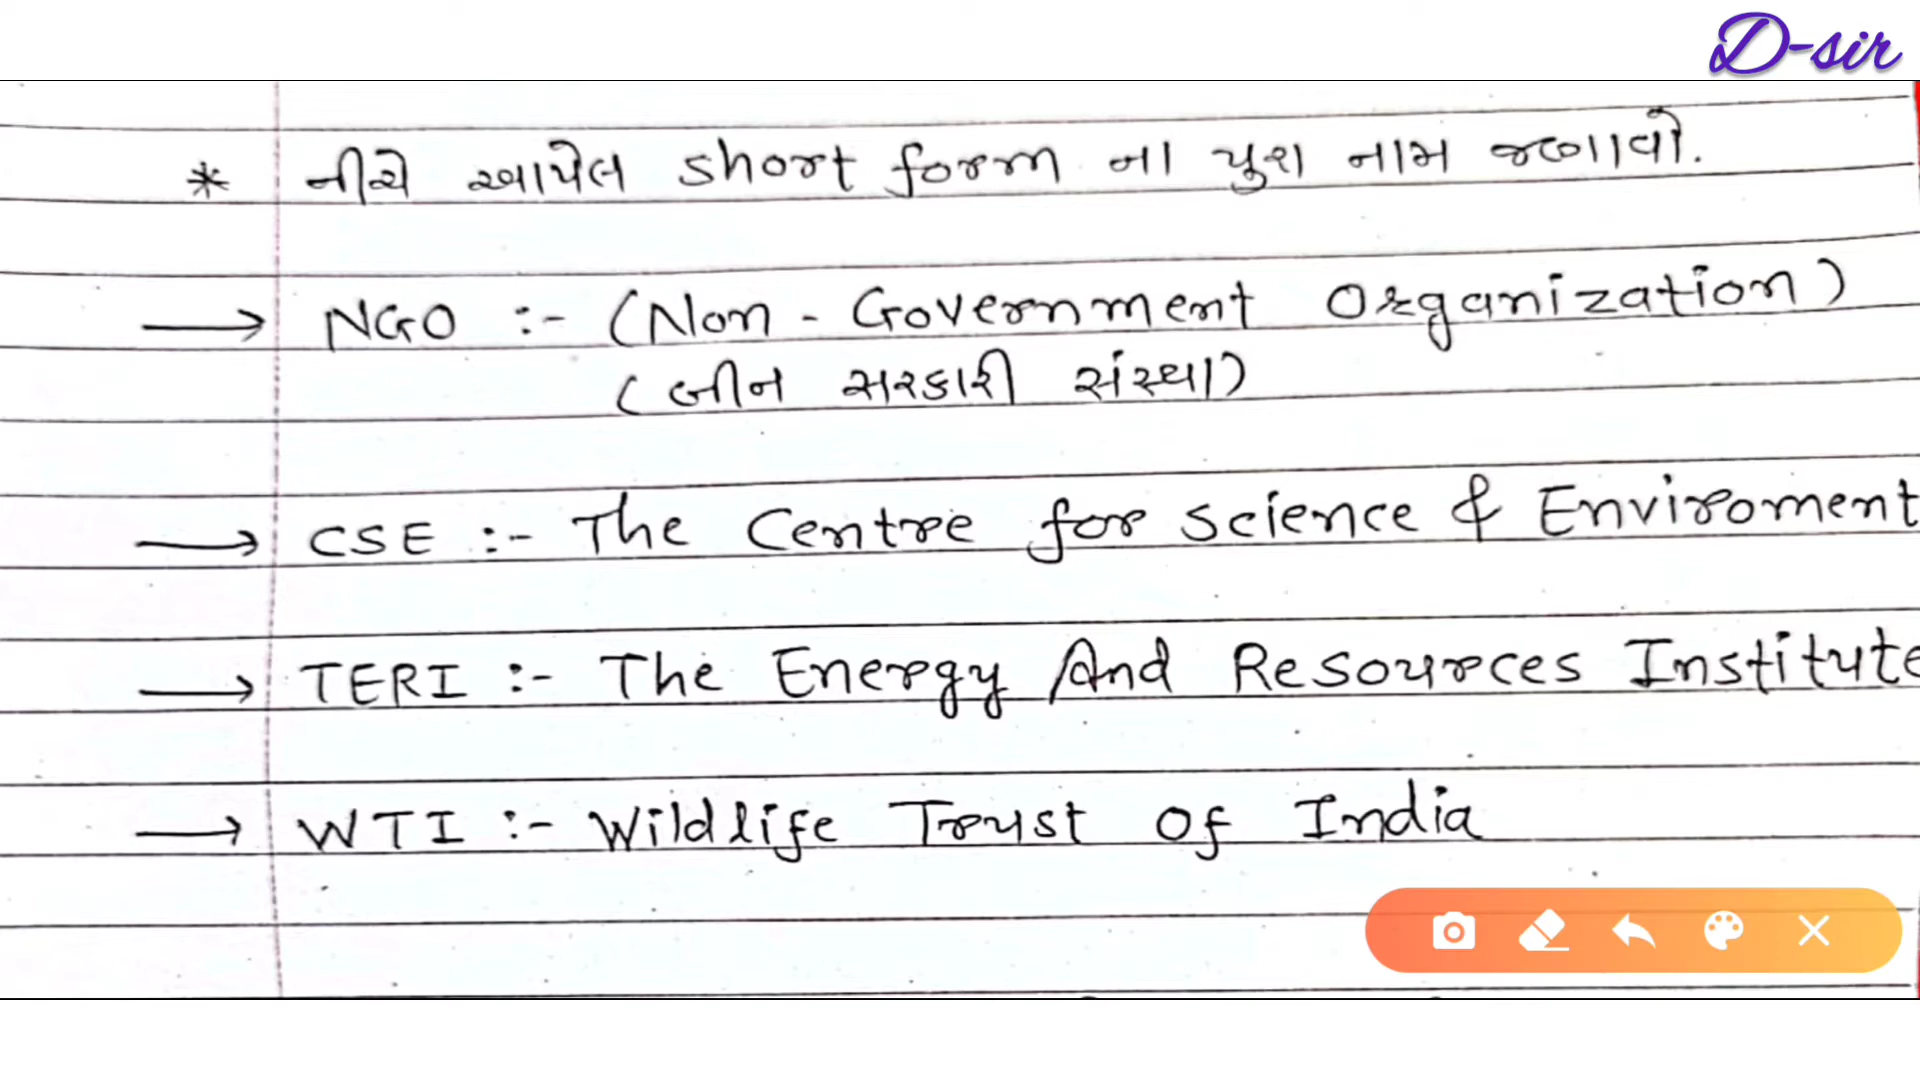 D-sir
* નીચે આપેલ short form ના પુરા નામ જણાવો.
→ NGO :- (Non - Government Organization)
(બીન સરકારી સંસ્થા)
→ CSE :- The Centre for Science & Enviroment
→ TERI :- The Energy And Resources Institute
→ WTI :- Wildlife Trust Of India